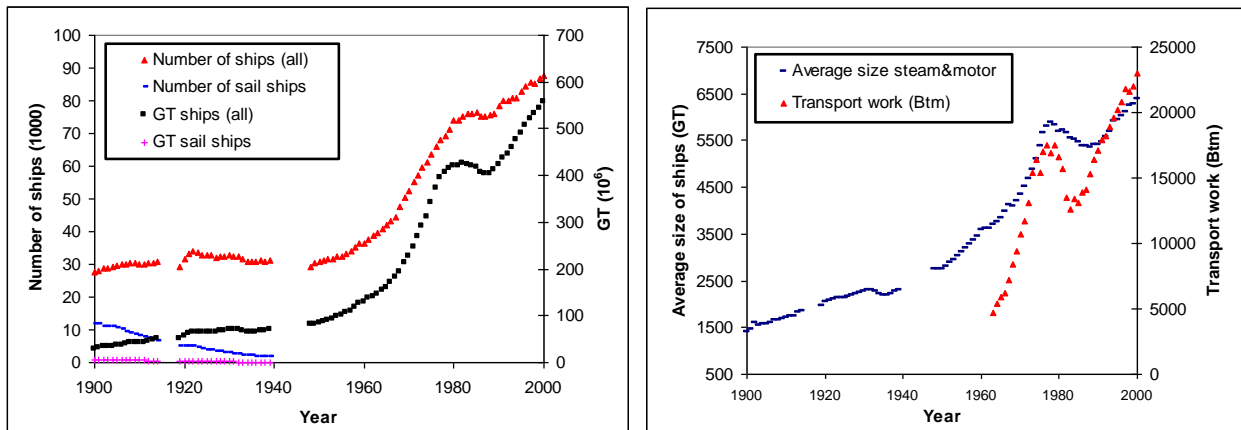 100
90
80
70
60
50
40
30
20
10
0
Number of ships (1000)
Number of ships (all)
Number of sail ships
GT ships (all)
GT sail ships
700
600
500
400
300
200
100
0
GT (10⁶)
1900 1920 1940 1960 1980 2000
Year
7500
6500
5500
4500
3500
2500
1500
500
Average size of ships (GT)
Average size steam&motor
Transport work (Btm)
25000
20000
15000
10000
5000
0
Transport work (Btm)
1900 1920 1940 1960 1980 2000
Year